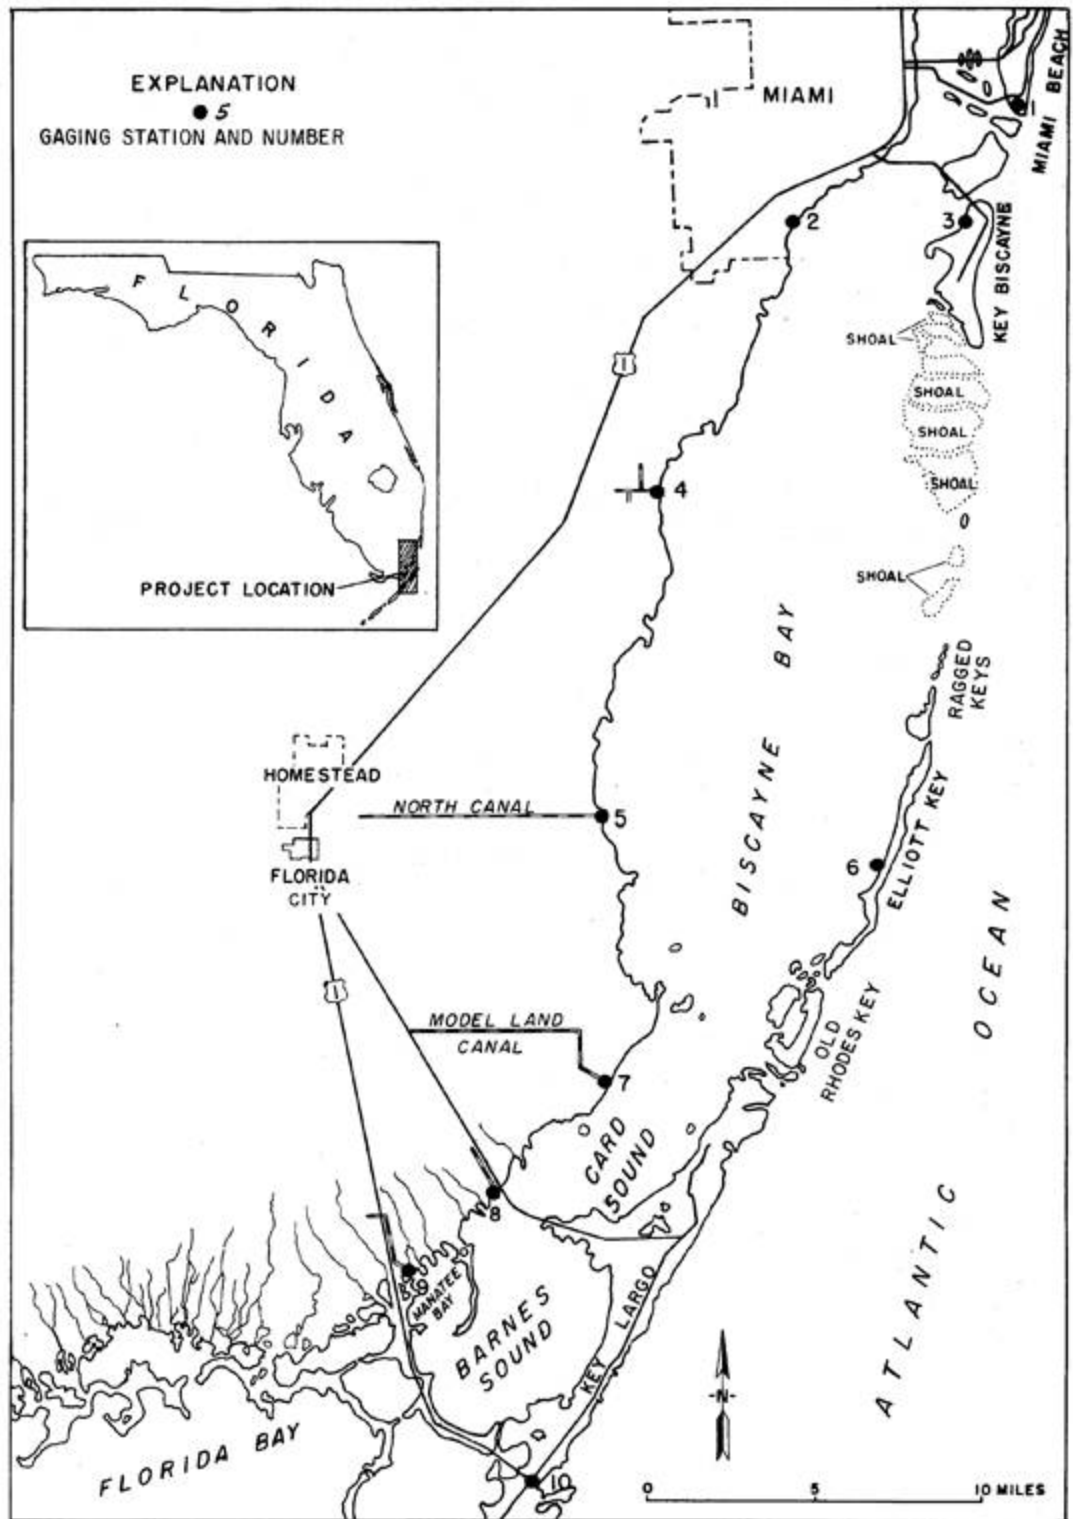 EXPLANATION
5
GAGING STATION AND NUMBER
MIAMI
1
MIAMI BEACH
2
3
KEY BISCAYNE
FLORIDA
PROJECT LOCATION
1
SHOAL
SHOAL
SHOAL
SHOAL
4
SHOAL
BISCAYNE BAY
RAGGED
KEYS
HOMESTEAD
NORTH CANAL
5
FLORIDA
CITY
6
ELLIOTT KEY
1
ATLANTIC OCEAN
MODEL LAND
CANAL
OLD
RHODES KEY
7
CARD
SOUND
8
9
MANATEE
BAY
BARNES
SOUND
KEY LARGO
FLORIDA BAY
N
10
0 5 10 MILES